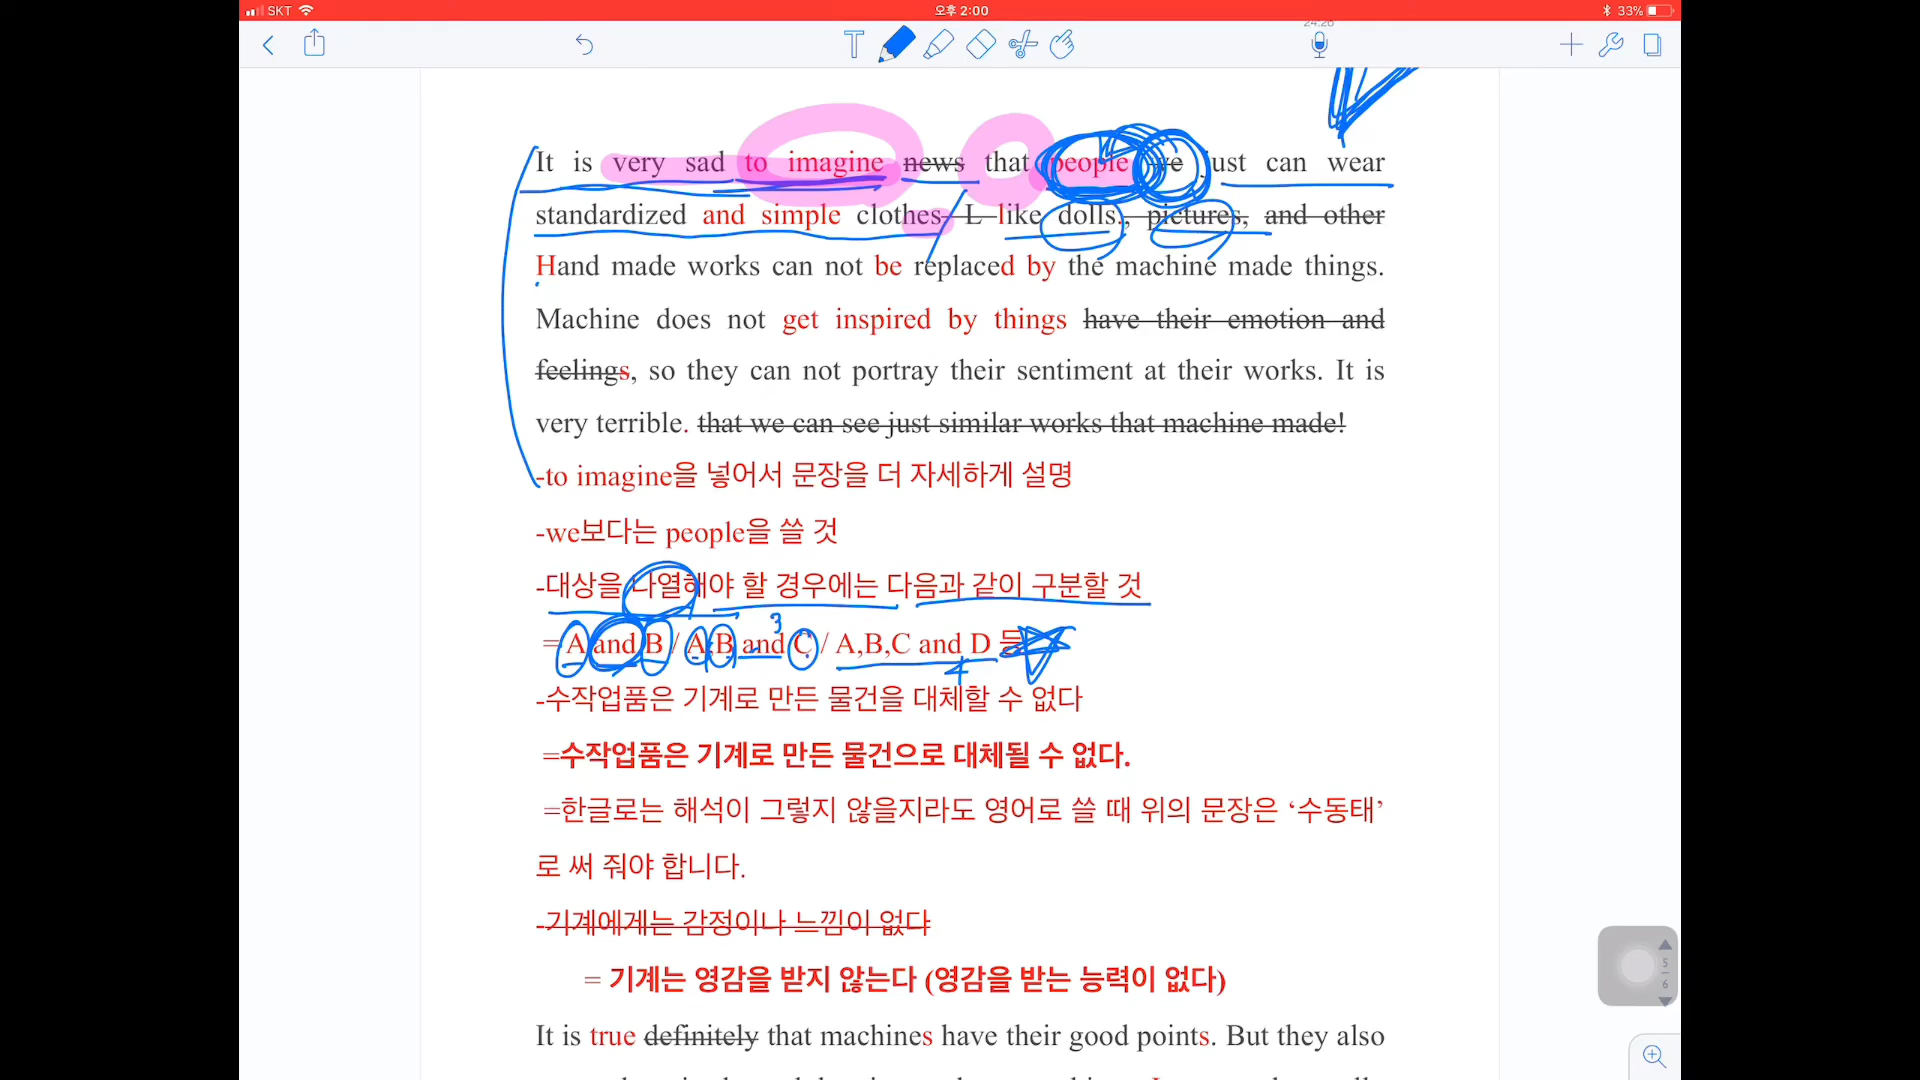 SKT 오후 2:00 33%
24:26
It is very sad to imagine news that people we just can wear
standardized and simple clothes L like dolls., pictures, and other
Hand made works can not be replaced by the machine made things.
Machine does not get inspired by things have their emotion and
feelings, so they can not portray their sentiment at their works. It is
very terrible. that we can see just similar works that machine made!
-to imagine을 넣어서 문장을 더 자세하게 설명
-we보다는 people을 쓸 것
-대상을 나열해야 할 경우에는 다음과 같이 구분할 것
3
= A and B / A,B and C / A,B,C and D 등
4
-수작업품은 기계로 만든 물건을 대체할 수 없다
=수작업품은 기계로 만든 물건으로 대체될 수 없다.
=한글로는 해석이 그렇지 않을지라도 영어로 쓸 때 위의 문장은 ‘수동태’
로 써 줘야 합니다.
-기계에게는 감정이나 느낌이 없다
= 기계는 영감을 받지 않는다 (영감을 받는 능력이 없다)
5
6
It is true definitely that machines have their good points. But they also